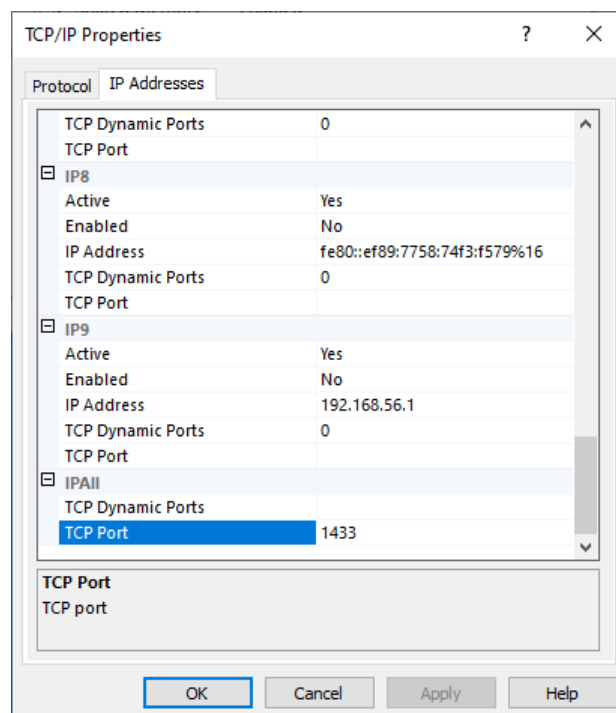 TCP/IP Properties ? ×
Protocol IP Addresses
TCP Dynamic Ports 0
TCP Port
IP8
Active Yes
Enabled No
IP Address fe80::ef89:7758:74f3:f579%16
TCP Dynamic Ports 0
TCP Port
IP9
Active Yes
Enabled No
IP Address 192.168.56.1
TCP Dynamic Ports 0
TCP Port
IPAll
TCP Dynamic Ports
TCP Port 1433
TCP Port
TCP port
OK Cancel Apply Help